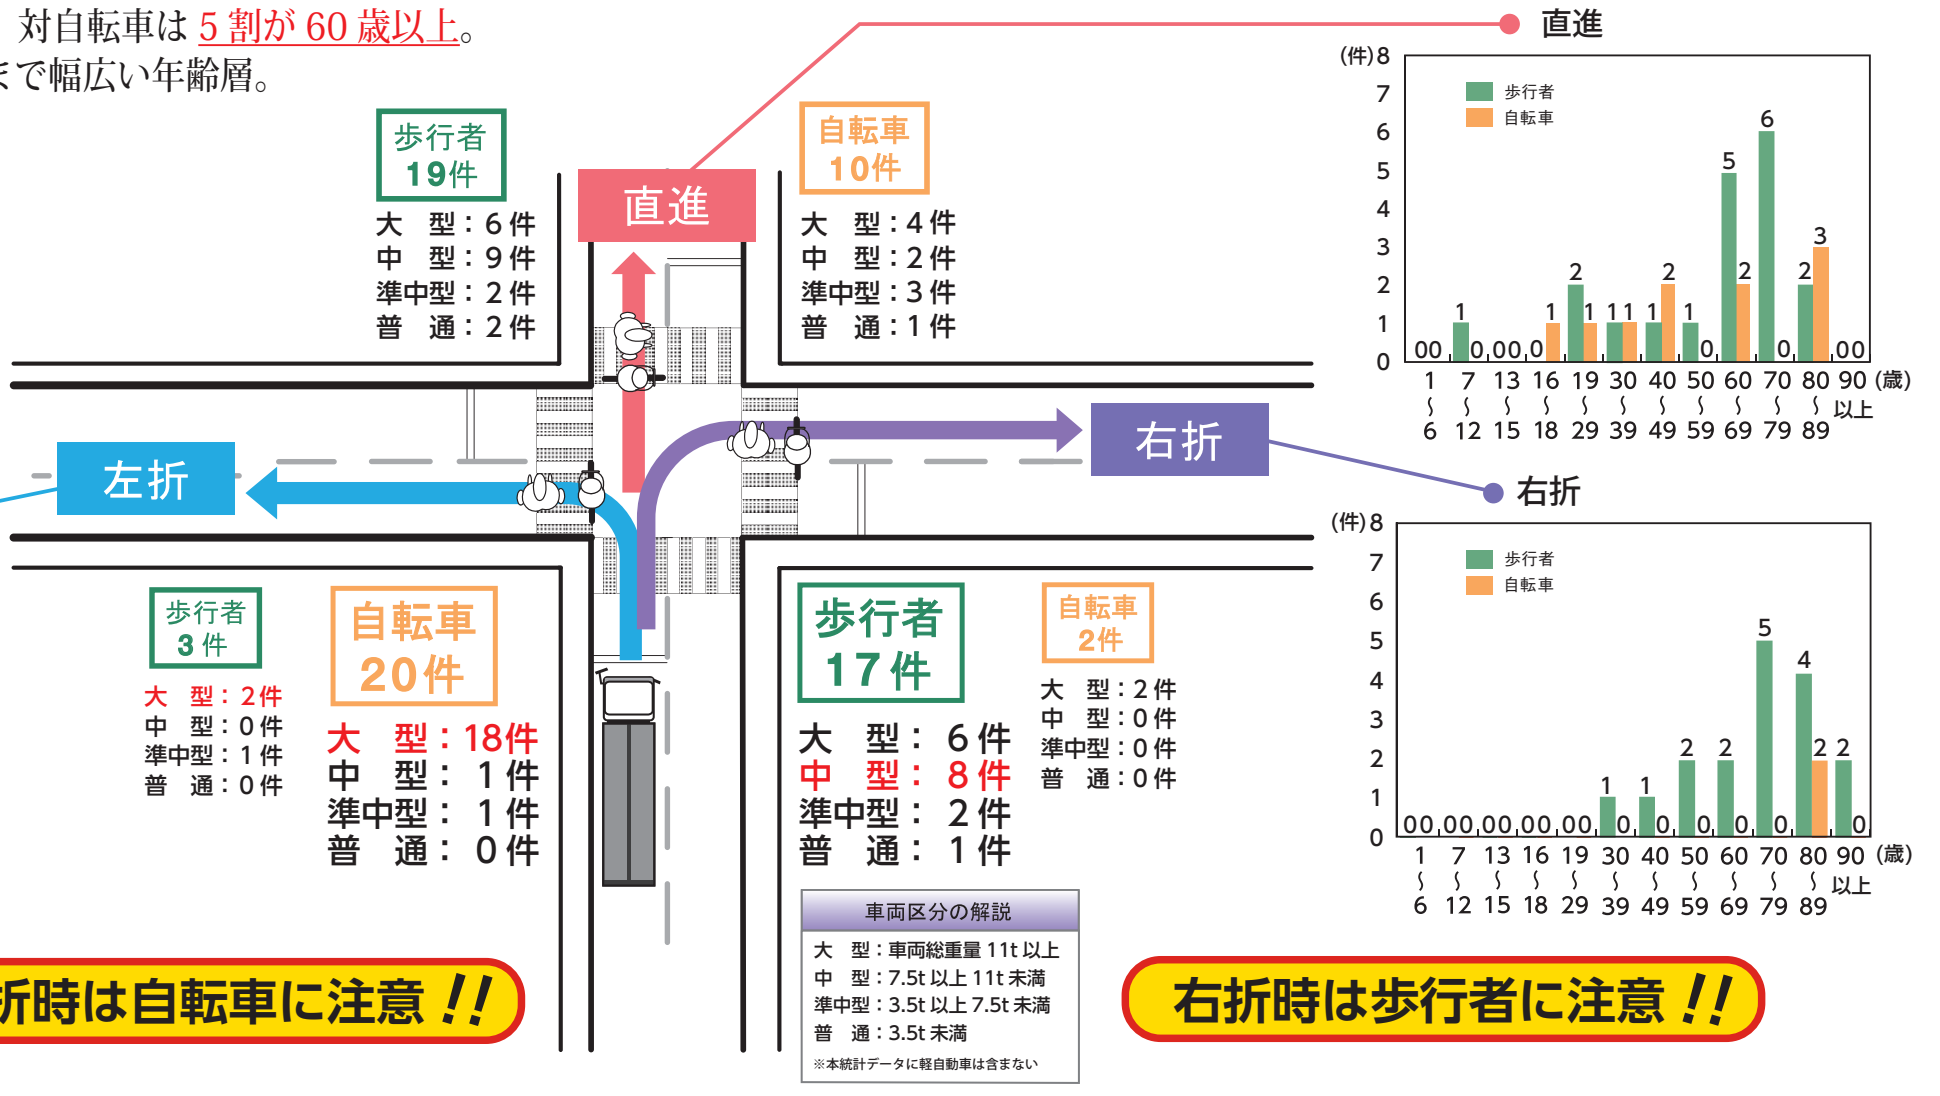 対自転車は 5 割が 60 歳以上。
まで幅広い年齢層。
歩行者
19件
大　型：6 件
中　型：9 件
準中型：2 件
普　通：2 件
直進
自転車
10件
大　型：4 件
中　型：2 件
準中型：3 件
普　通：1 件
左折
右折
歩行者
3 件
大　型：2件
中　型：0 件
準中型：1 件
普　通：0 件
自転車
20件
大　型：18件
中　型：1 件
準中型：1 件
普　通：0 件
歩行者
17 件
大　型：6 件
中　型：8 件
準中型：2 件
普　通：1 件
自転車
2件
大　型：2 件
中　型：0 件
準中型：0 件
普　通：0 件
車両区分の解説
大　型：車両総重量 11t 以上
中　型：7.5t 以上 11t 未満
準中型：3.5t 以上 7.5t 未満
普　通：3.5t 未満
※本統計データに軽自動車は含まない
直進
(件) 8
7
6
5
4
3
2
1
0
歩行者
自転車
0 0 1 0 0 0 0 1 2 1 1 1 1 2 1 0 5 2 6 0 2 3 0 0
1 7 13 16 19 30 40 50 60 70 80 90 (歳)
〜 〜 〜 〜 〜 〜 〜 〜 〜 〜 〜 以上
6 12 15 18 29 39 49 59 69 79 89
右折
(件) 8
7
6
5
4
3
2
1
0
歩行者
自転車
0 0 0 0 0 0 0 0 0 0 1 0 1 0 2 0 2 0 5 0 4 2 2 0
1 7 13 16 19 30 40 50 60 70 80 90 (歳)
〜 〜 〜 〜 〜 〜 〜 〜 〜 〜 〜 以上
6 12 15 18 29 39 49 59 69 79 89
折時は自転車に注意!!
右折時は歩行者に注意!!